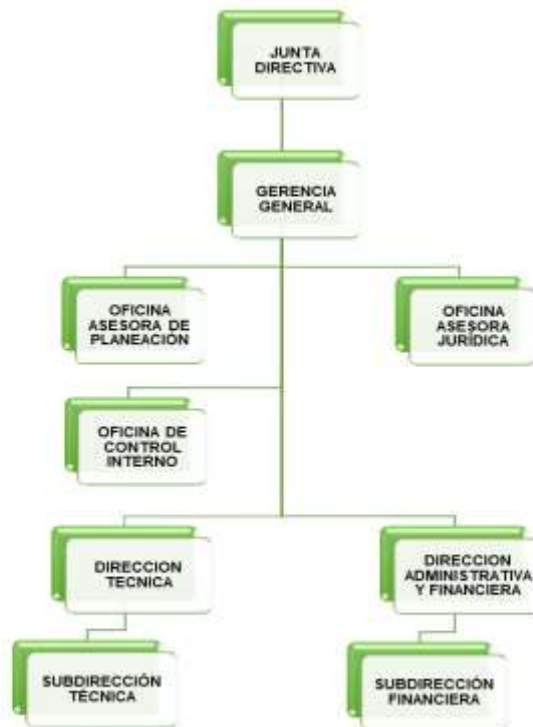 JUNTA
DIRECTIVA
GERENCIA
GENERAL
OFICINA
ASESORA DE
PLANEACIÓN
OFICINA
ASESORA
JURÍDICA
OFICINA DE
CONTROL
INTERNO
DIRECCION
TECNICA
DIRECCION
ADMINISTRATIVA
Y FINANCIERA
SUBDIRECCIÓN
TÉCNICA
SUBDIRECCIÓN
FINANCIERA